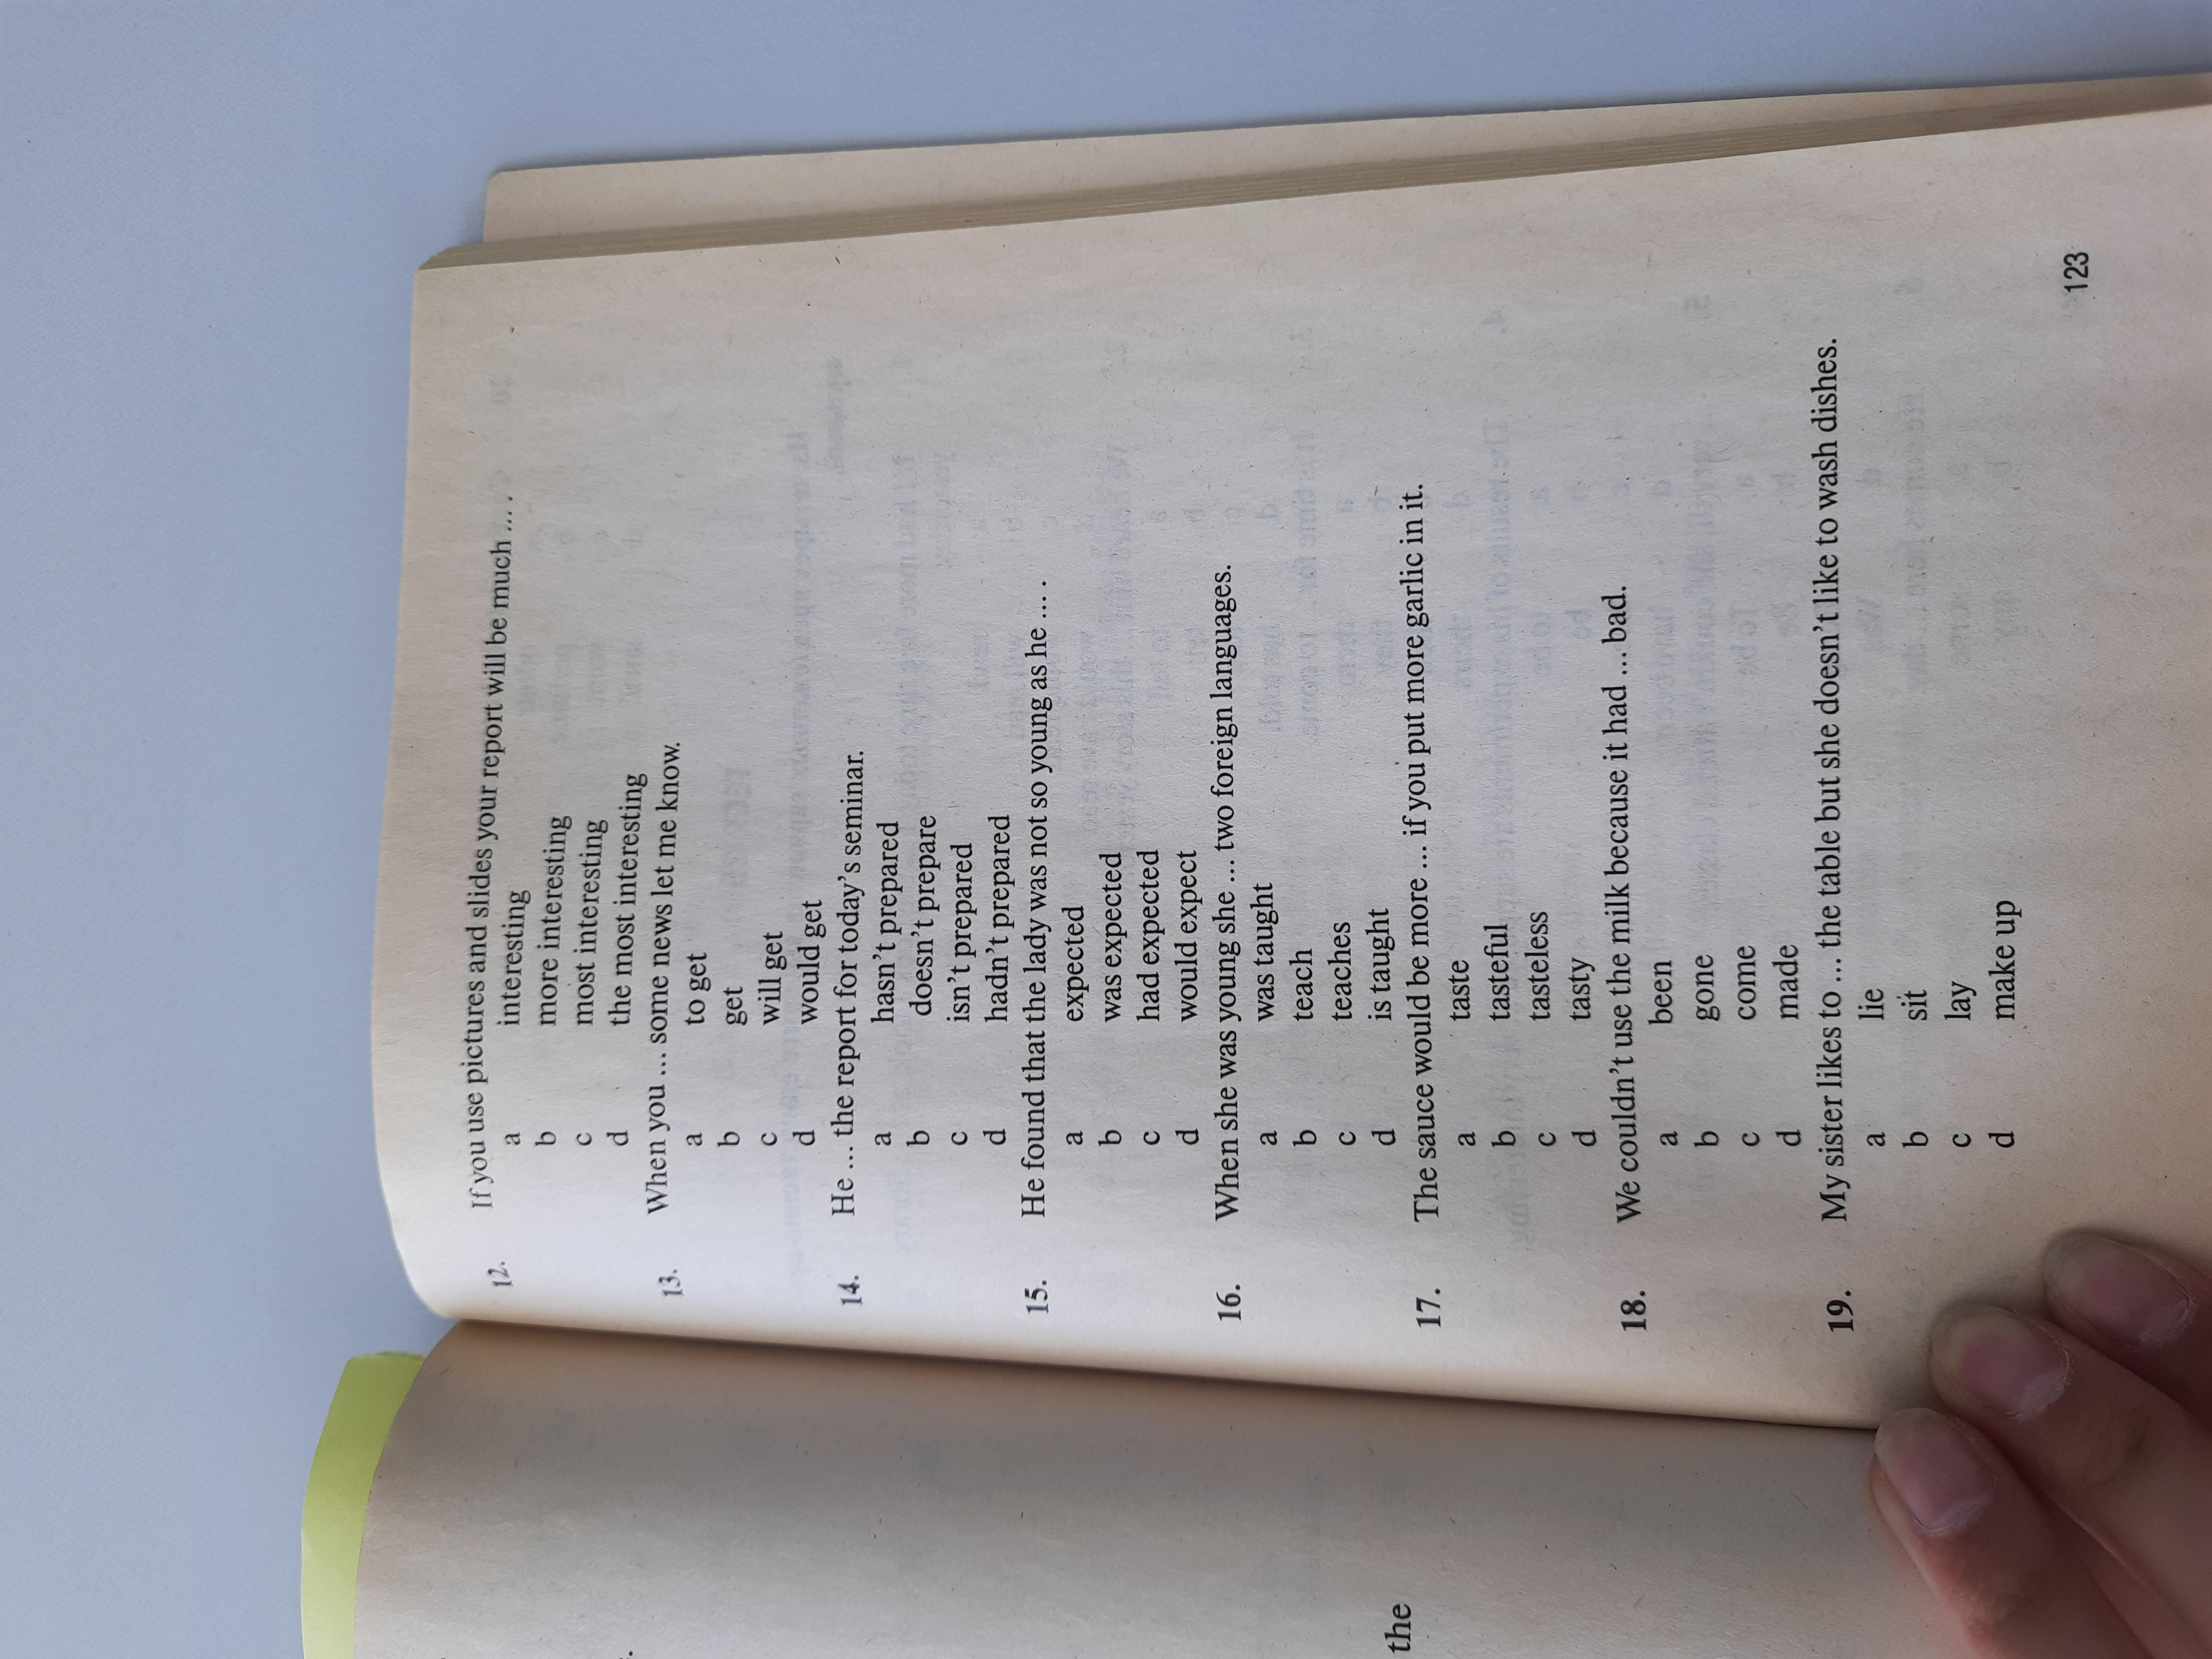 12. If you use pictures and slides your report will be much ... .
a interesting
b more interesting
c most interesting
d the most interesting
13. When you ... some news let me know.
a to get
b get
c will get
d would get
14. He ... the report for today's seminar.
a hasn't prepared
b doesn't prepare
c isn't prepared
d hadn't prepared
15. He found that the lady was not so young as he ... .
a expected
b was expected
c had expected
d would expect
16. When she was young she ... two foreign languages.
a was taught
b teach
c teaches
d is taught
17. The sauce would be more ... if you put more garlic in it.
a taste
b tasteful
c tasteless
d tasty
18. We couldn't use the milk because it had ... bad.
a been
b gone
c come
d made
19. My sister likes to ... the table but she doesn't like to wash dishes.
a lie
b sit
c lay
d make up
123
the